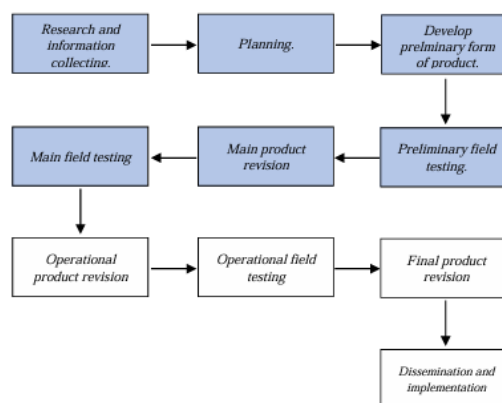 Research and
information
collecting.
Planning.
Develop
prelminary form
of product.
Preliminary field
testing.
Main product
revision
Main field testing
Operational
product revision
Operational field
testing
Final product
revision
Dissemination and
implementation